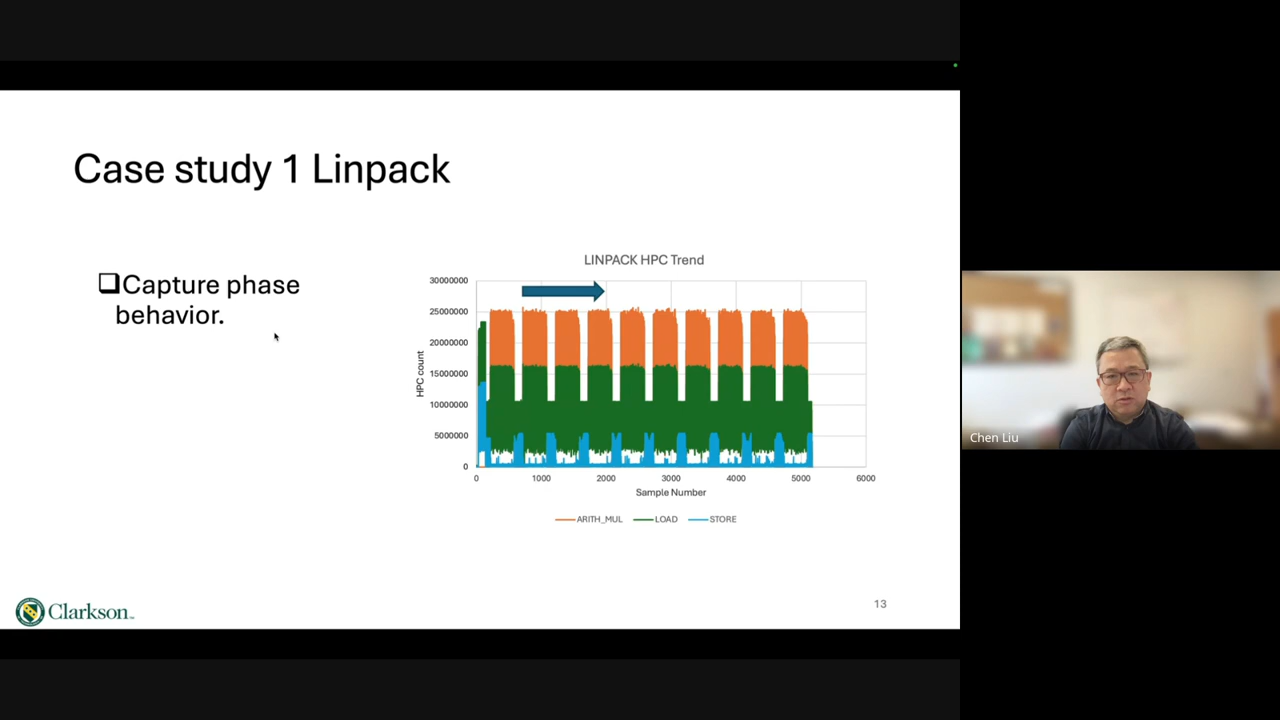 Case study 1 Linpack
❑Capture phase
behavior.
LINPACK HPC Trend
30000000
25000000
20000000
15000000
10000000
5000000
0
HPC count
0 1000 2000 3000 4000 5000 6000
Sample Number
ARITH_MUL LOAD STORE
Clarkson
13
Chen Liu